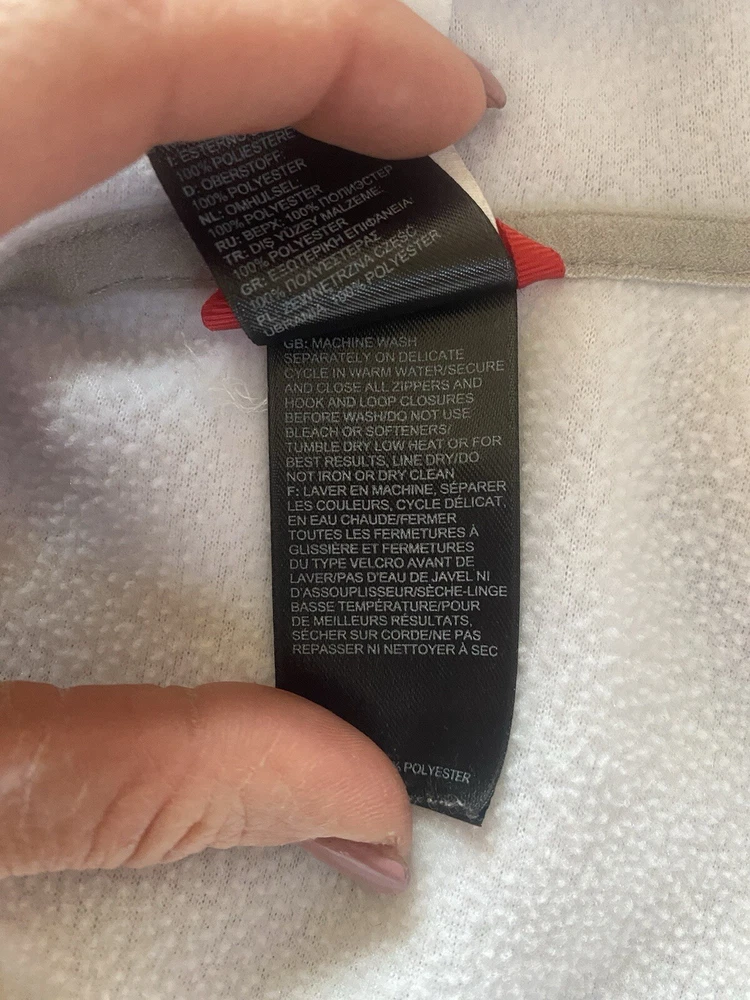 I: ESTERNO:
100% POLIESTERE
D: OBERSTOFF:
100% POLYESTER
NL: OMHULSEL:
100% POLYESTER
RU: ВЕРХ: 100% ПОЛИЭСТЕР
TR: DIŞ YÜZEY MALZEME:
100% POLYESTER
GR: ΕΞΩΤΕΡΙΚΗ ΕΠΙΦΑΝΕΙΑ:
100% ΠΟΛΥΕΣΤΕΡΑΣ
PL: ZEWNĘTRZNA CZĘŚĆ
UBRANIA: 100% POLYESTER
GB: MACHINE WASH
SEPARATELY ON DELICATE
CYCLE IN WARM WATER/SECURE
AND CLOSE ALL ZIPPERS AND
HOOK AND LOOP CLOSURES
BEFORE WASH/DO NOT USE
BLEACH OR SOFTENERS/
TUMBLE DRY LOW HEAT OR FOR
BEST RESULTS, LINE DRY/DO
NOT IRON OR DRY CLEAN
F: LAVER EN MACHINE, SÉPARER
LES COULEURS, CYCLE DÉLICAT,
EN EAU CHAUDE/FERMER
TOUTES LES FERMETURES À
GLISSIÈRE ET FERMETURES
DU TYPE VELCRO AVANT DE
LAVER/PAS D'EAU DE JAVEL NI
D'ASSOUPLISSEUR/SÈCHE-LINGE
BASSE TEMPÉRATURE/POUR
DE MEILLEURS RÉSULTATS,
SÉCHER SUR CORDE/NE PAS
REPASSER NI NETTOYER À SEC
% POLYESTER